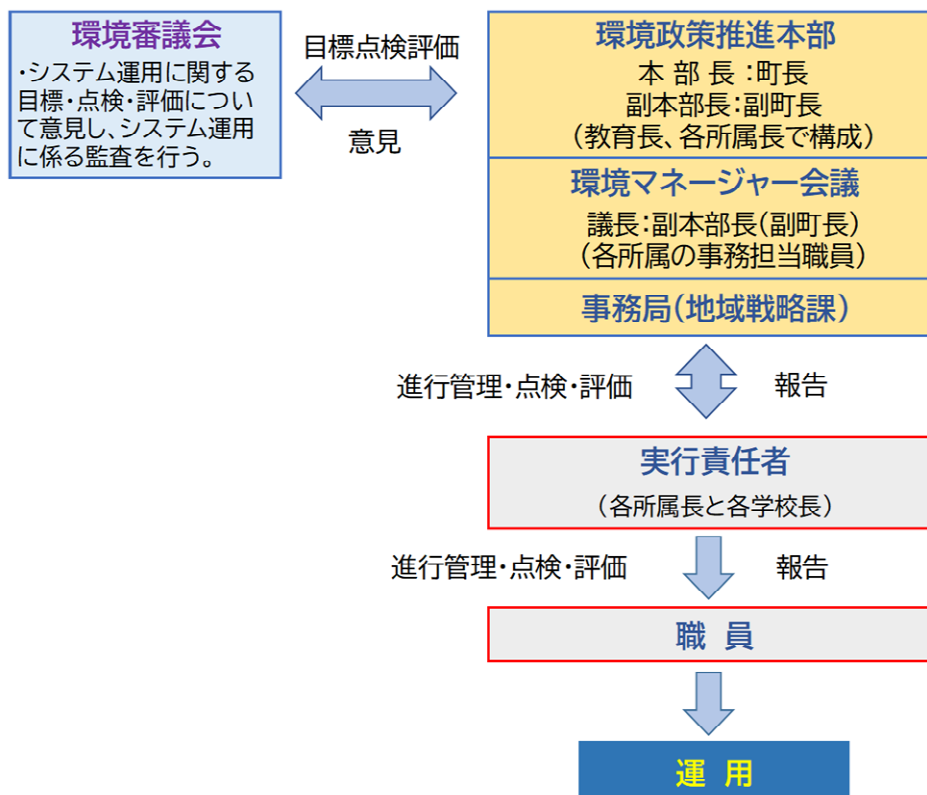 環境審議会
・システム運用に関する
目標・点検・評価につい
て意見し、システム運用
に係る監査を行う。
目標点検評価
意見
環境政策推進本部
本 部 長 :町長
副本部長:副町長
(教育長、各所属長で構成)
環境マネージャー会議
議長:副本部長(副町長)
(各所属の事務担当職員)
事務局(地域戦略課)
進行管理・点検・評価
報告
実行責任者
(各所属長と各学校長)
進行管理・点検・評価
報告
職 員
運 用